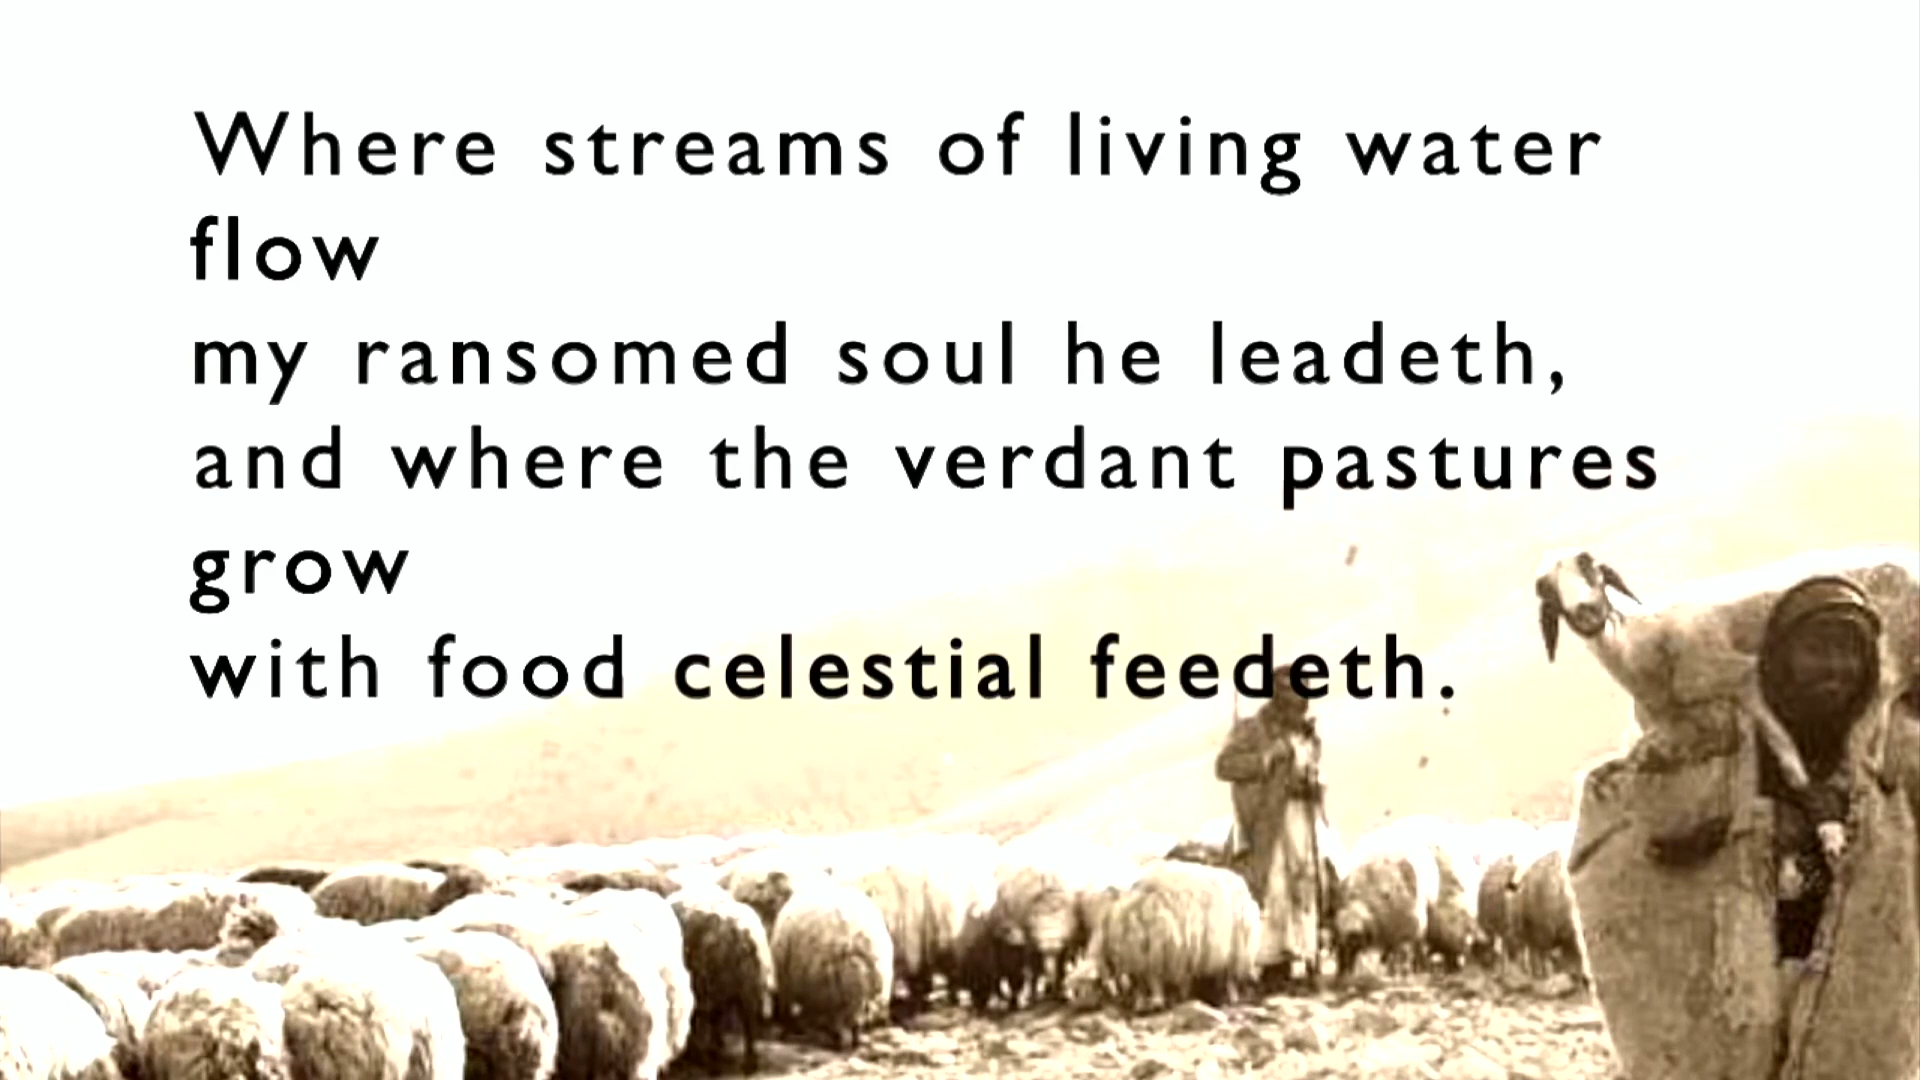 Where streams of living water
flow
my ransomed soul he leadeth,
and where the verdant pastures
grow
with food celestial feedeth.